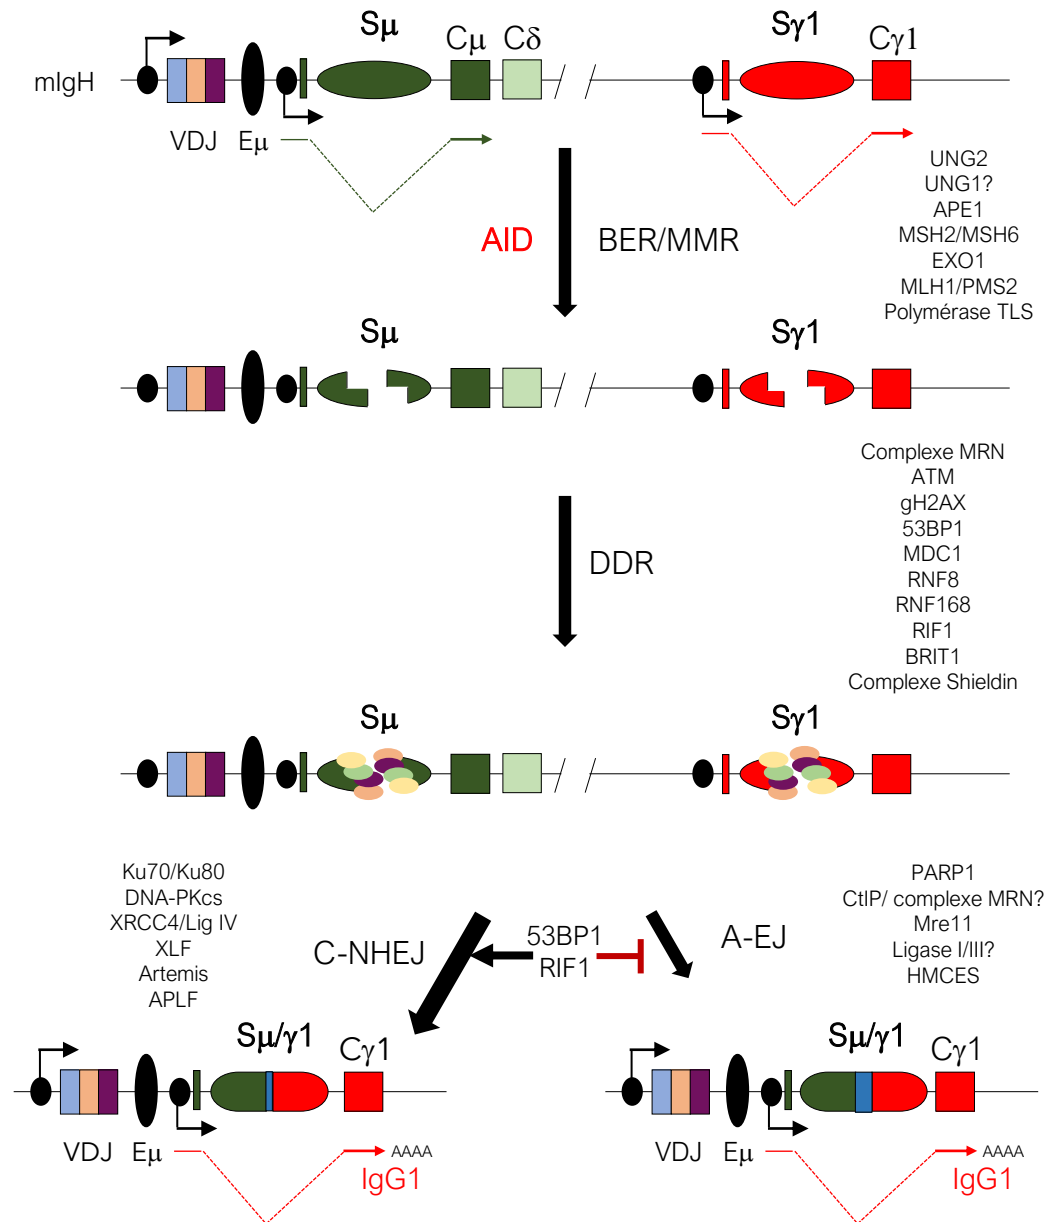 Sμ
Sγ1
Cμ
Cδ
Cγ1
mIgH
VDJ
Eμ
UNG2
UNG1?
APE1
MSH2/MSH6
EXO1
MLH1/PMS2
Polymérase TLS
AID
BER/MMR
Sμ
Sγ1
Complexe MRN
ATM
gH2AX
53BP1
MDC1
RNF8
RNF168
RIF1
BRIT1
Complexe Shieldin
DDR
Sμ
Sγ1
Ku70/Ku80
DNA-PKcs
XRCC4/Lig IV
XLF
Artemis
APLF
C-NHEJ
53BP1
RIF1
A-EJ
PARP1
CtIP/ complexe MRN?
Mre11
Ligase I/III?
HMCES
Sμ/γ1
Cγ1
VDJ
Eμ
AAAA
IgG1
Sμ/γ1
Cγ1
VDJ
Eμ
AAAA
IgG1